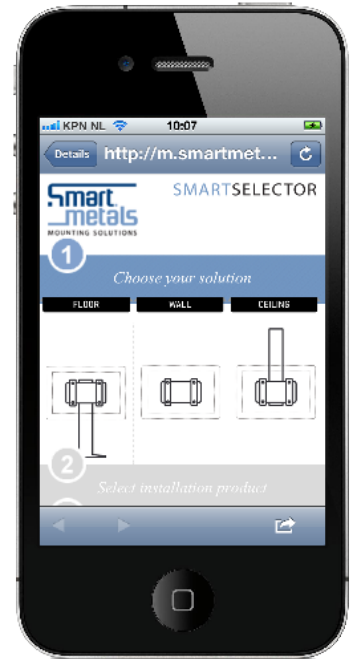 KPN NL 10:07
Details http://m.smartmet...
Smart
metals
MOUNTING SOLUTIONS
SMARTSELECTOR
1
Choose your solution
FLOOR WALL CEILING
2
Select installation product